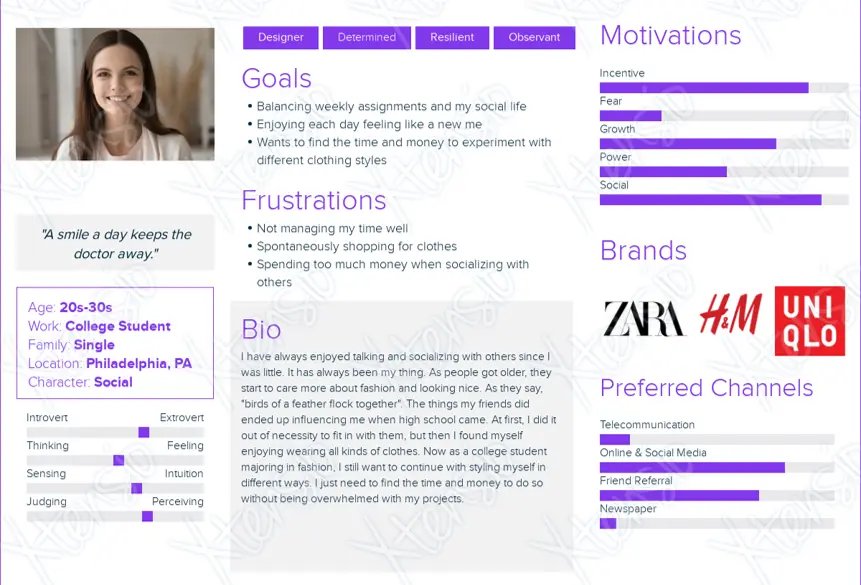 Designer
Determined
Resilient
Observant
Goals
• Balancing weekly assignments and my social life
• Enjoying each day feeling like a new me
• Wants to find the time and money to experiment with
different clothing styles
Frustrations
• Not managing my time well
• Spontaneously shopping for clothes
• Spending too much money when socializing with
others
Bio
I have always enjoyed talking and socializing with others since I
was little. It has always been my thing. As people got older, they
start to care more about fashion and looking nice. As they say,
"birds of a feather flock together". The things my friends did
ended up influencing me when high school came. At first, I did it
out of necessity to fit in with them, but then I found myself
enjoying wearing all kinds of clothes. Now as a college student
majoring in fashion, I still want to continue with styling myself in
different ways. I just need to find the time and money to do so
without being overwhelmed with my projects.
"A smile a day keeps the
doctor away."
Age: 20s-30s
Work: College Student
Family: Single
Location: Philadelphia, PA
Character: Social
Introvert Extrovert
Thinking Feeling
Sensing Intuition
Judging Perceiving
Motivations
Incentive
Fear
Growth
Power
Social
Brands
ZARA
H&M
UNI
QLO
Preferred Channels
Telecommunication
Online & Social Media
Friend Referral
Newspaper
Xtensio